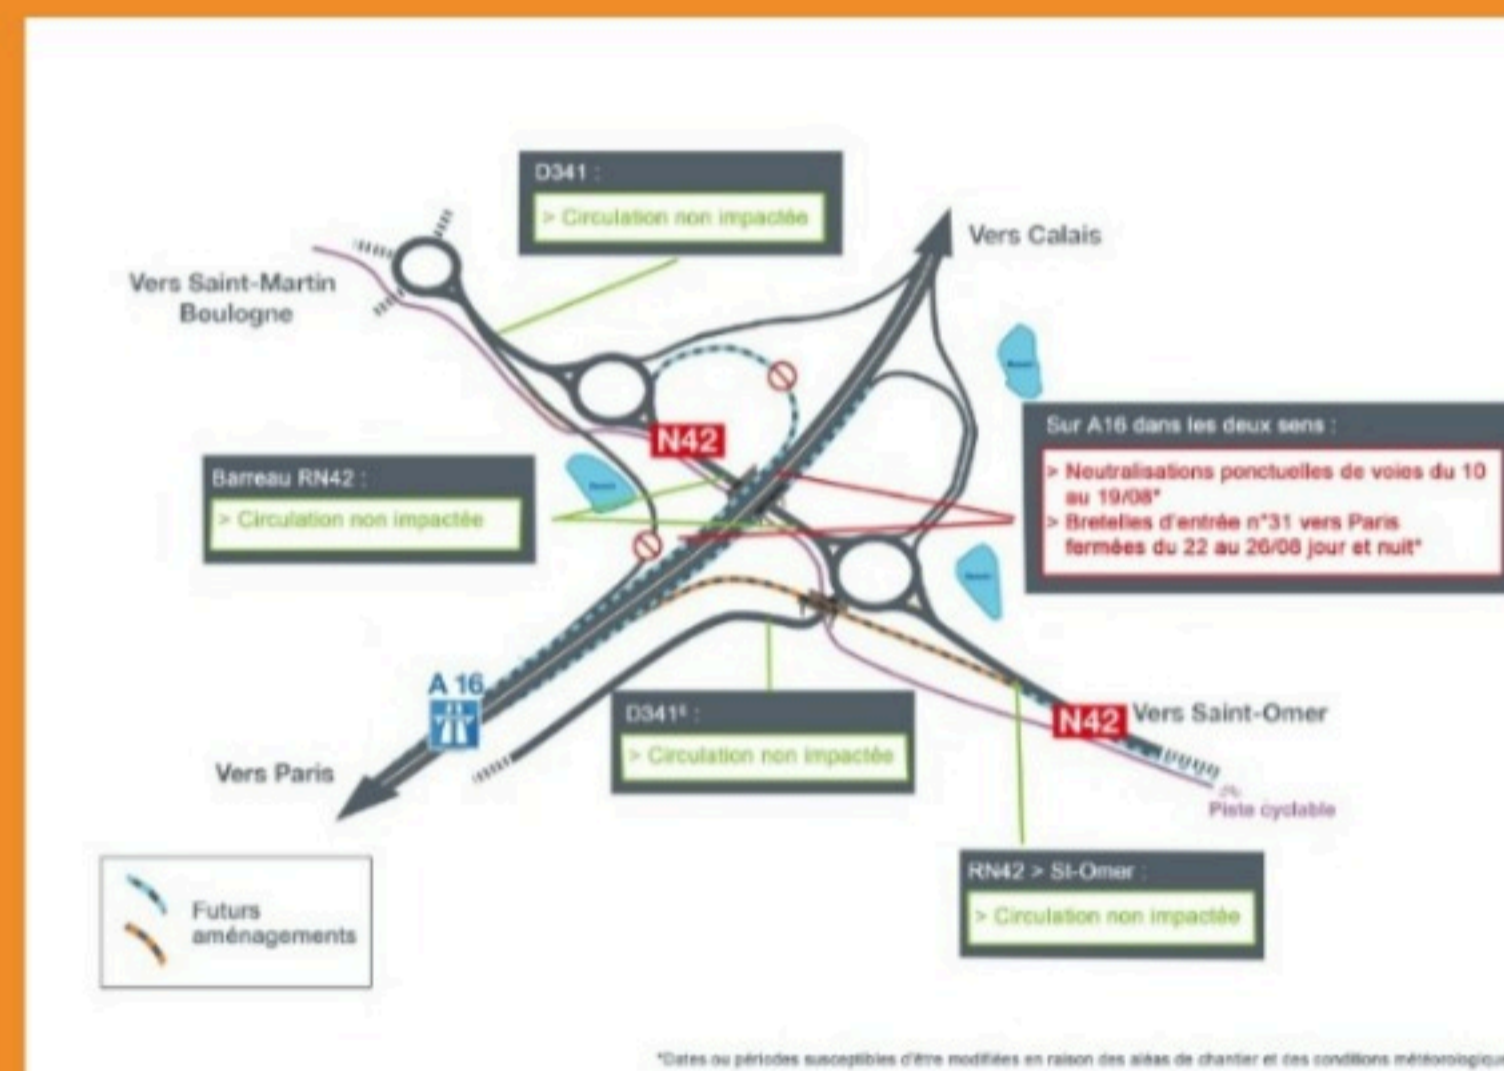 D341 :
> Circulation non impactée
Vers Calais
Vers Saint-Martin
Boulogne
N42
Sur A16 dans les deux sens :
> Neutralisations ponctuelles de voies du 10
au 19/08*
> Bretelles d'entrée n°31 vers Paris
fermées du 22 au 26/08 jour et nuit*
Barreau RN42 :
> Circulation non impactée
A 16
D341E :
> Circulation non impactée
N42
Vers Saint-Omer
Vers Paris
Piste cyclable
RN42 > St-Omer :
> Circulation non impactée
Futurs
aménagements
*Dates ou périodes susceptibles d'être modifiées en raison des aléas de chantier et des conditions